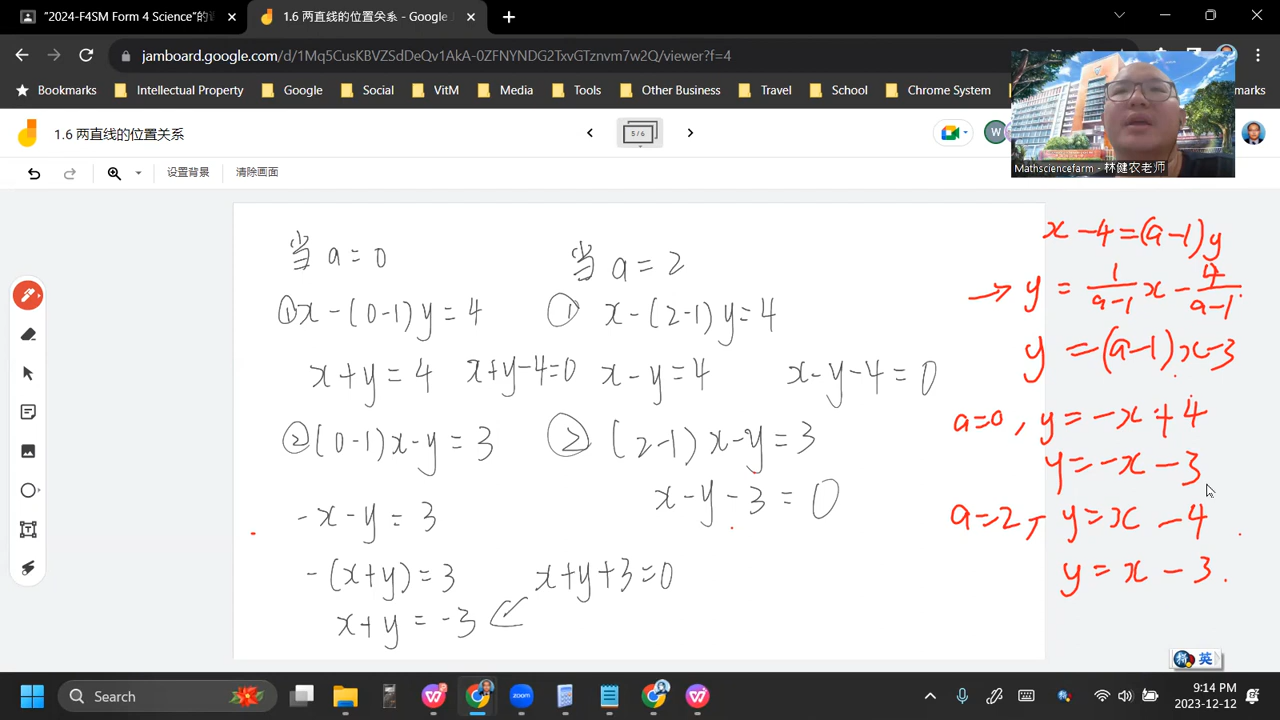 "2024-F4SM Form 4 Science"的
1.6 两直线的位置关系 - Google
jamboard.google.com/d/1Mq5CusKBVZSdDeQv1AkA-0ZFNYNDG2TxvGTznvm7w2Q/viewer?f=4
Bookmarks Intellectual Property Google Social VitM Media Tools Other Business Travel School Chrome System
1.6 两直线的位置关系
5 / 6
W
设置背景 清除画面
Mathsciencefarm - 林健农老师
当 a = 0
① x - (0-1) y = 4
x + y = 4 x+y-4=0
② (0-1)x - y = 3
-x - y = 3
-(x+y) = 3 x+y+3=0
x+y = -3 ↙
当 a = 2
① x - (2-1) y = 4
x - y = 4 x-y-4=0
② (2-1) x - y = 3
x - y - 3 = 0
x - 4 = (a-1)y
→ y = 1/(a-1) x - 4/(a-1)
y = (a-1)x - 3
a=0, y = -x + 4
y = -x - 3
a=2, y = x - 4
y = x - 3.
英
Search
9:14 PM
2023-12-12